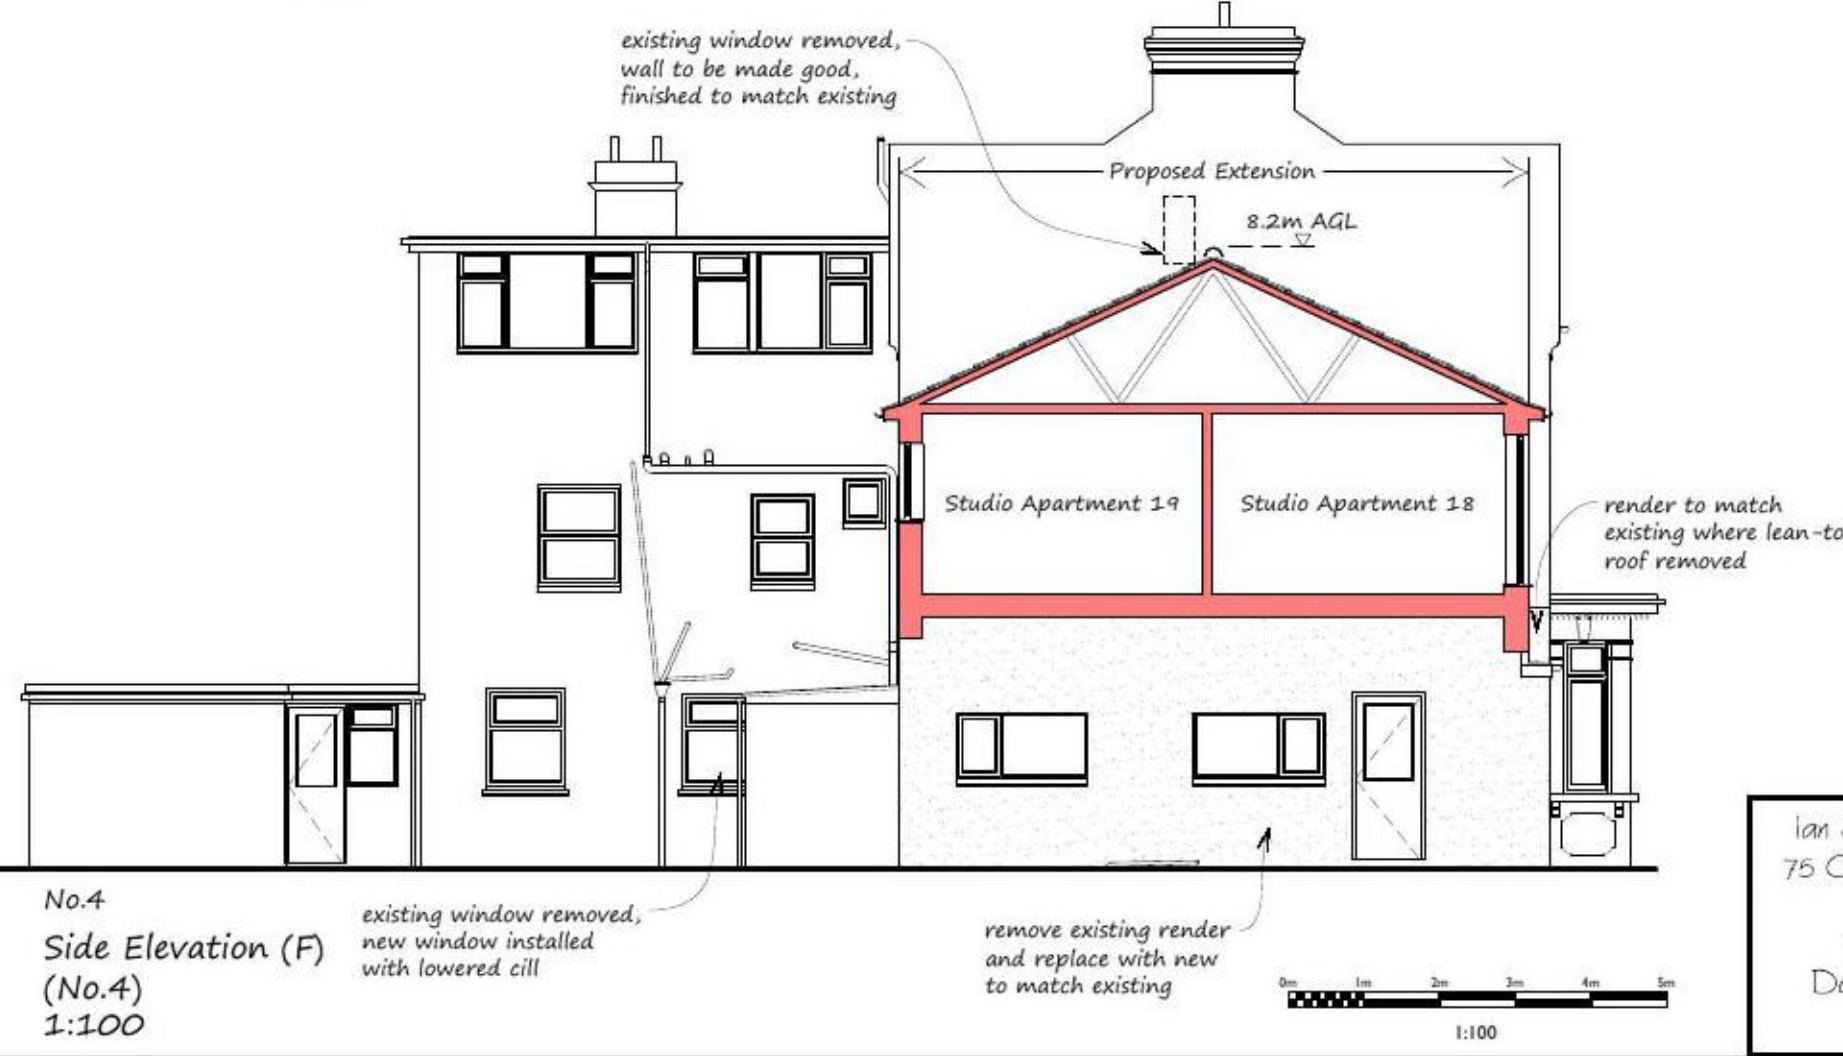 existing window removed,
wall to be made good,
finished to match existing
Proposed Extension
8.2m AGL
Studio Apartment 19
Studio Apartment 18
render to match
existing where lean-to
roof removed
No.4
Side Elevation (F)
(No.4)
1:100
existing window removed,
new window installed
with lowered cill
remove existing render
and replace with new
to match existing
0m 1m 2m 3m 4m 5m
1:100
Ian
75